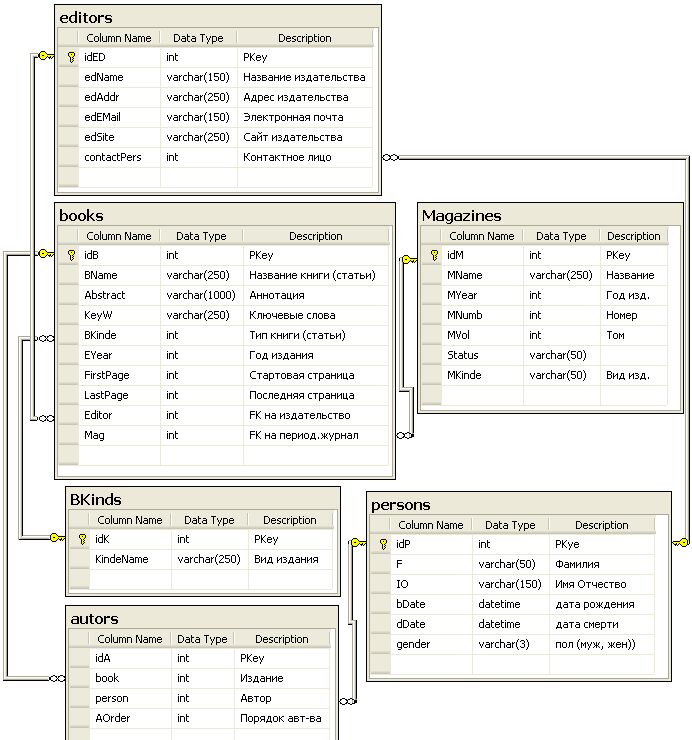 editors
Column Name Data Type Description
idED int PKey
edName varchar(150) Название издательства
edAddr varchar(250) Адрес издательства
edEMail varchar(150) Электронная почта
edSite varchar(250) Сайт издательства
contactPers int Контактное лицо
books
Column Name Data Type Description
idB int PKey
BName varchar(250) Название книги (статьи)
Abstract varchar(1000) Аннотация
KeyW varchar(250) Ключевые слова
BKinde int Тип книги (статьи)
EYear int Год издания
FirstPage int Стартовая страница
LastPage int Последняя страница
Editor int FK на издательство
Mag int FK на период.журнал
Magazines
Column Name Data Type Description
idM int PKey
MName varchar(250) Название
MYear int Год изд.
MNumb int Номер
MVol int Том
Status varchar(50)
MKinde varchar(50) Вид изд.
BKinds
Column Name Data Type Description
idK int PKey
KindeName varchar(250) Вид издания
persons
Column Name Data Type Description
idP int PKye
F varchar(50) Фамилия
IO varchar(150) Имя Отчество
bDate datetime дата рождения
dDate datetime дата смерти
gender varchar(3) пол (муж, жен))
autors
Column Name Data Type Description
idA int PKey
book int Издание
person int Автор
AOrder int Порядок авт-ва